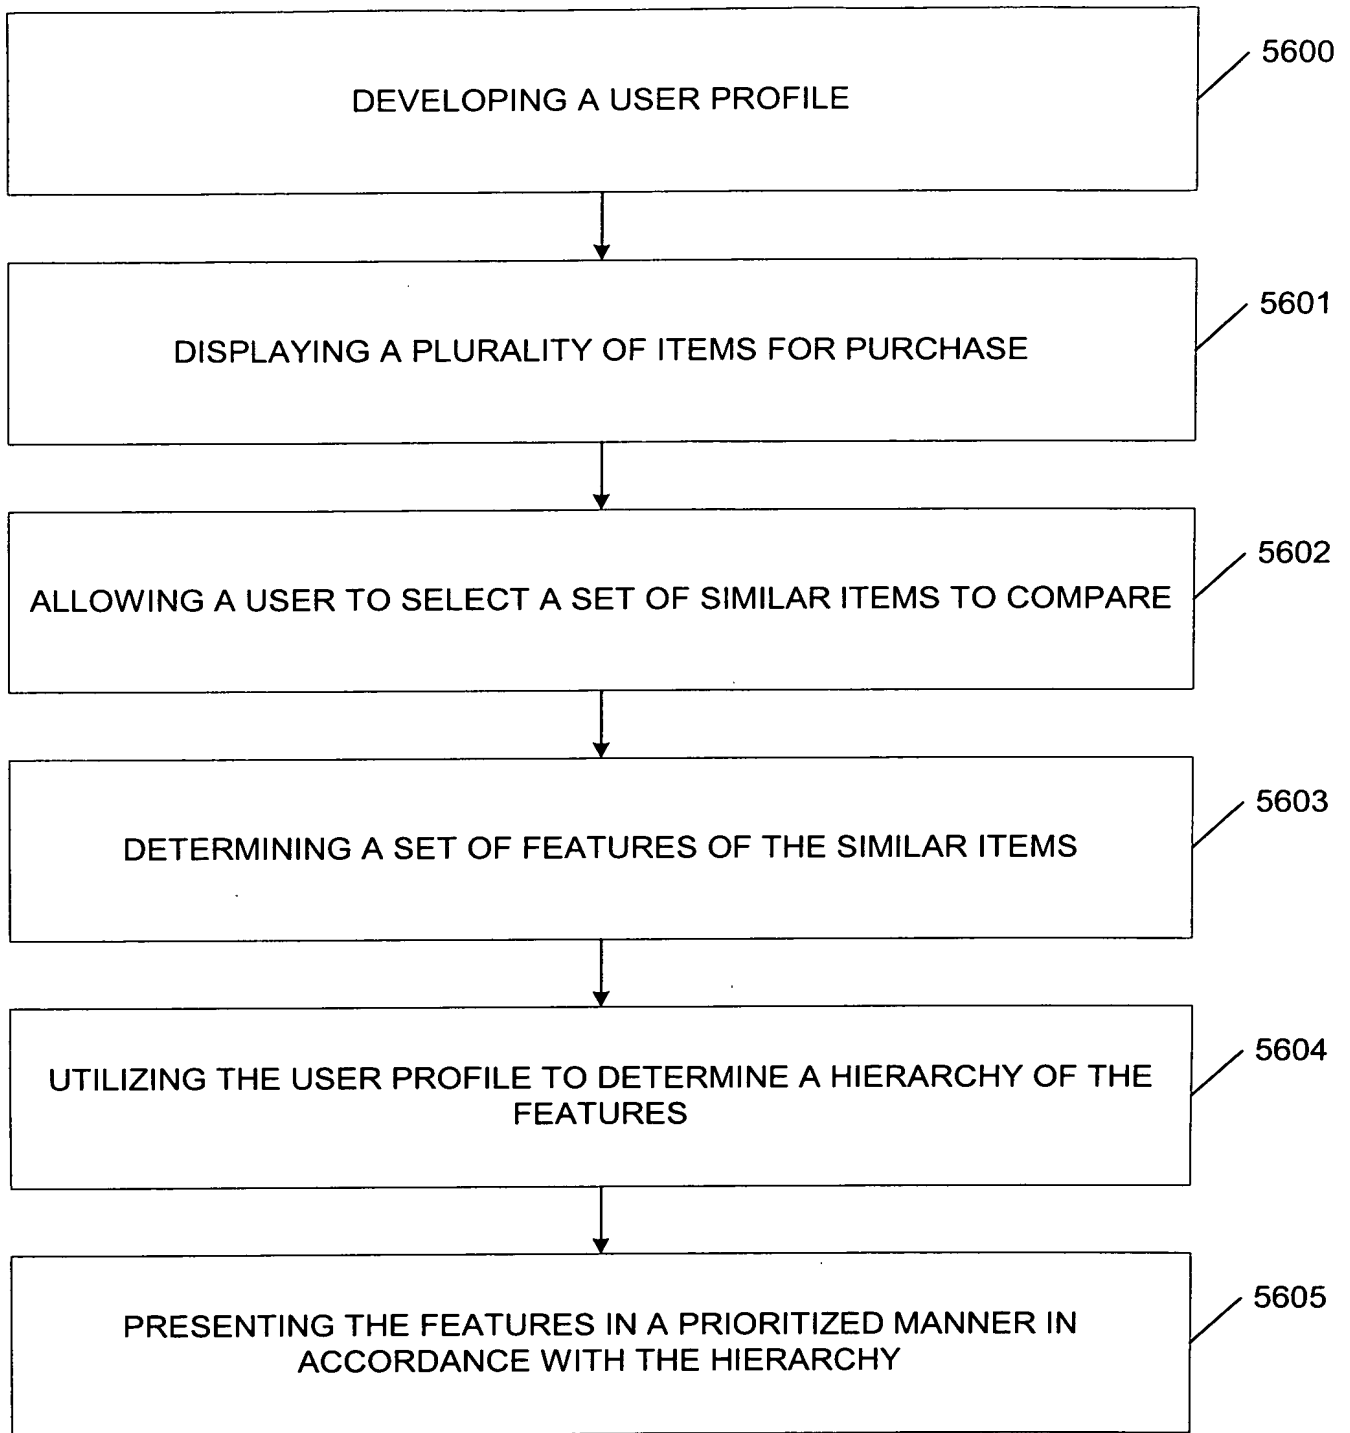 DEVELOPING A USER PROFILE
5600
DISPLAYING A PLURALITY OF ITEMS FOR PURCHASE
5601
ALLOWING A USER TO SELECT A SET OF SIMILAR ITEMS TO COMPARE
5602
DETERMINING A SET OF FEATURES OF THE SIMILAR ITEMS
5603
UTILIZING THE USER PROFILE TO DETERMINE A HIERARCHY OF THE
FEATURES
5604
PRESENTING THE FEATURES IN A PRIORITIZED MANNER IN
ACCORDANCE WITH THE HIERARCHY
5605